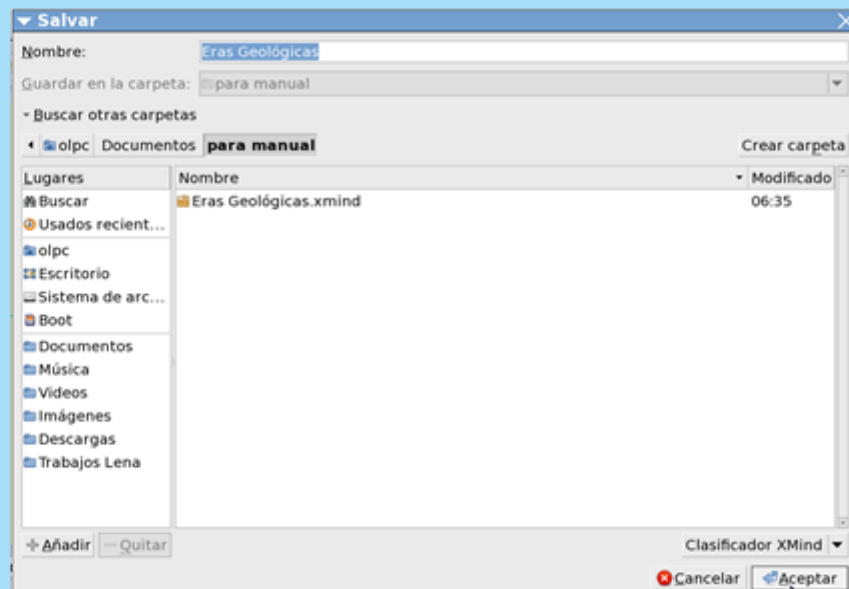 Salvar
Nombre: Eras Geológicas
Guardar en la carpeta: para manual
Buscar otras carpetas
olpc Documentos para manual Crear carpeta
Lugares Nombre Modificado
Buscar Eras Geológicas.xmind 06:35
Usados recient...
olpc
Escritorio
Sistema de arc...
Boot
Documentos
Música
Videos
Imágenes
Descargas
Trabajos Lena
Añadir Quitar Clasificador XMind
Cancelar Aceptar